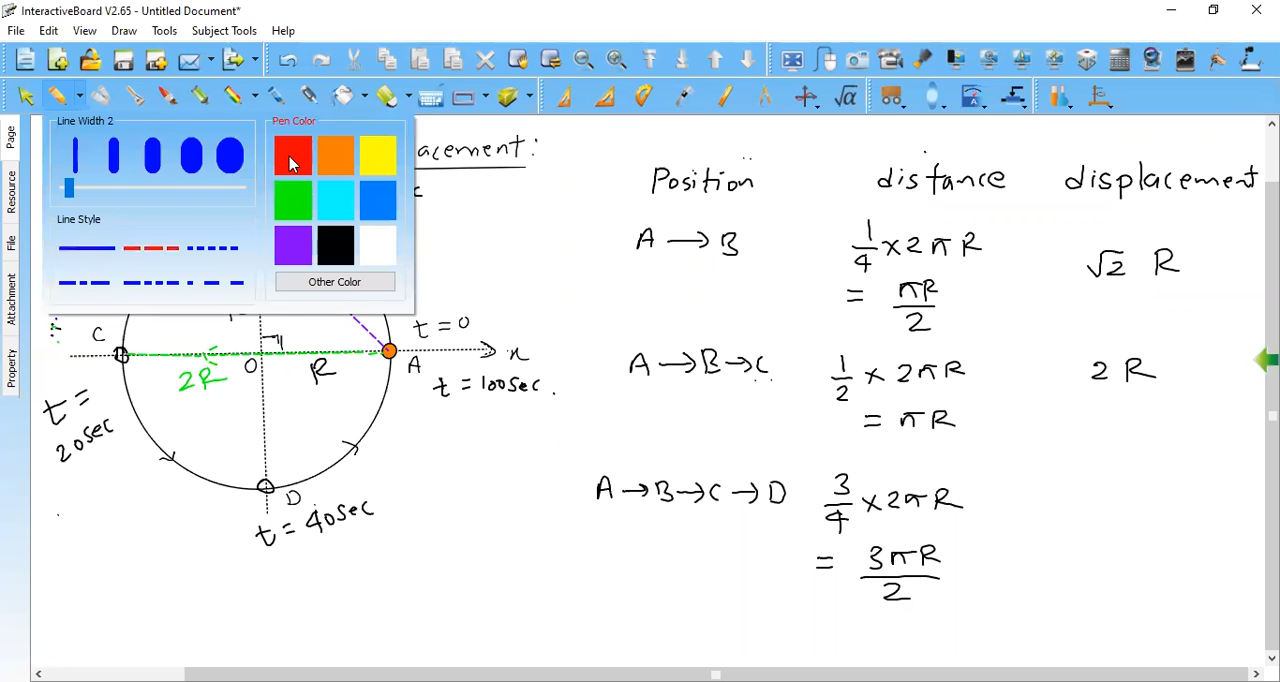 InteractiveBoard V2.65 - Untitled Document*
File Edit View Draw Tools Subject Tools Help
Page
Resource
File
Attachment
Property
Line Width 2
Pen Color
Line Style
Other Color
acement:
Position distance displacement
A → B 1/4 × 2πR √2 R
= πR/2
A → B → C 1/2 × 2πR 2R
= πR
A → B → C → D 3/4 × 2πR
= 3πR/2
C
t = 0
x
O
R
A
2R
t = 100sec.
t =
20sec
D
t = 40sec